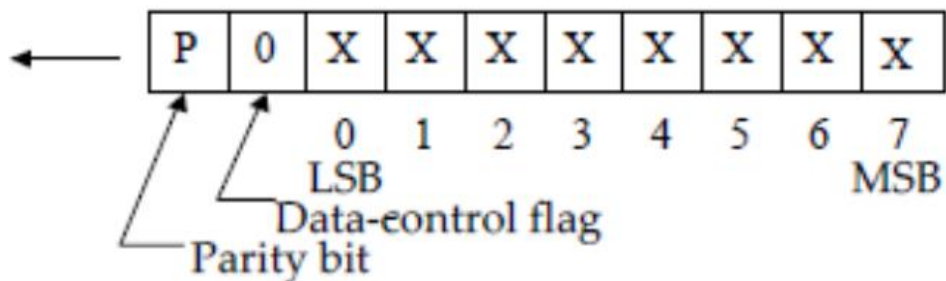 P 0 X X X X X X X X
0 1 2 3 4 5 6 7
LSB MSB
Data-control flag
Parity bit